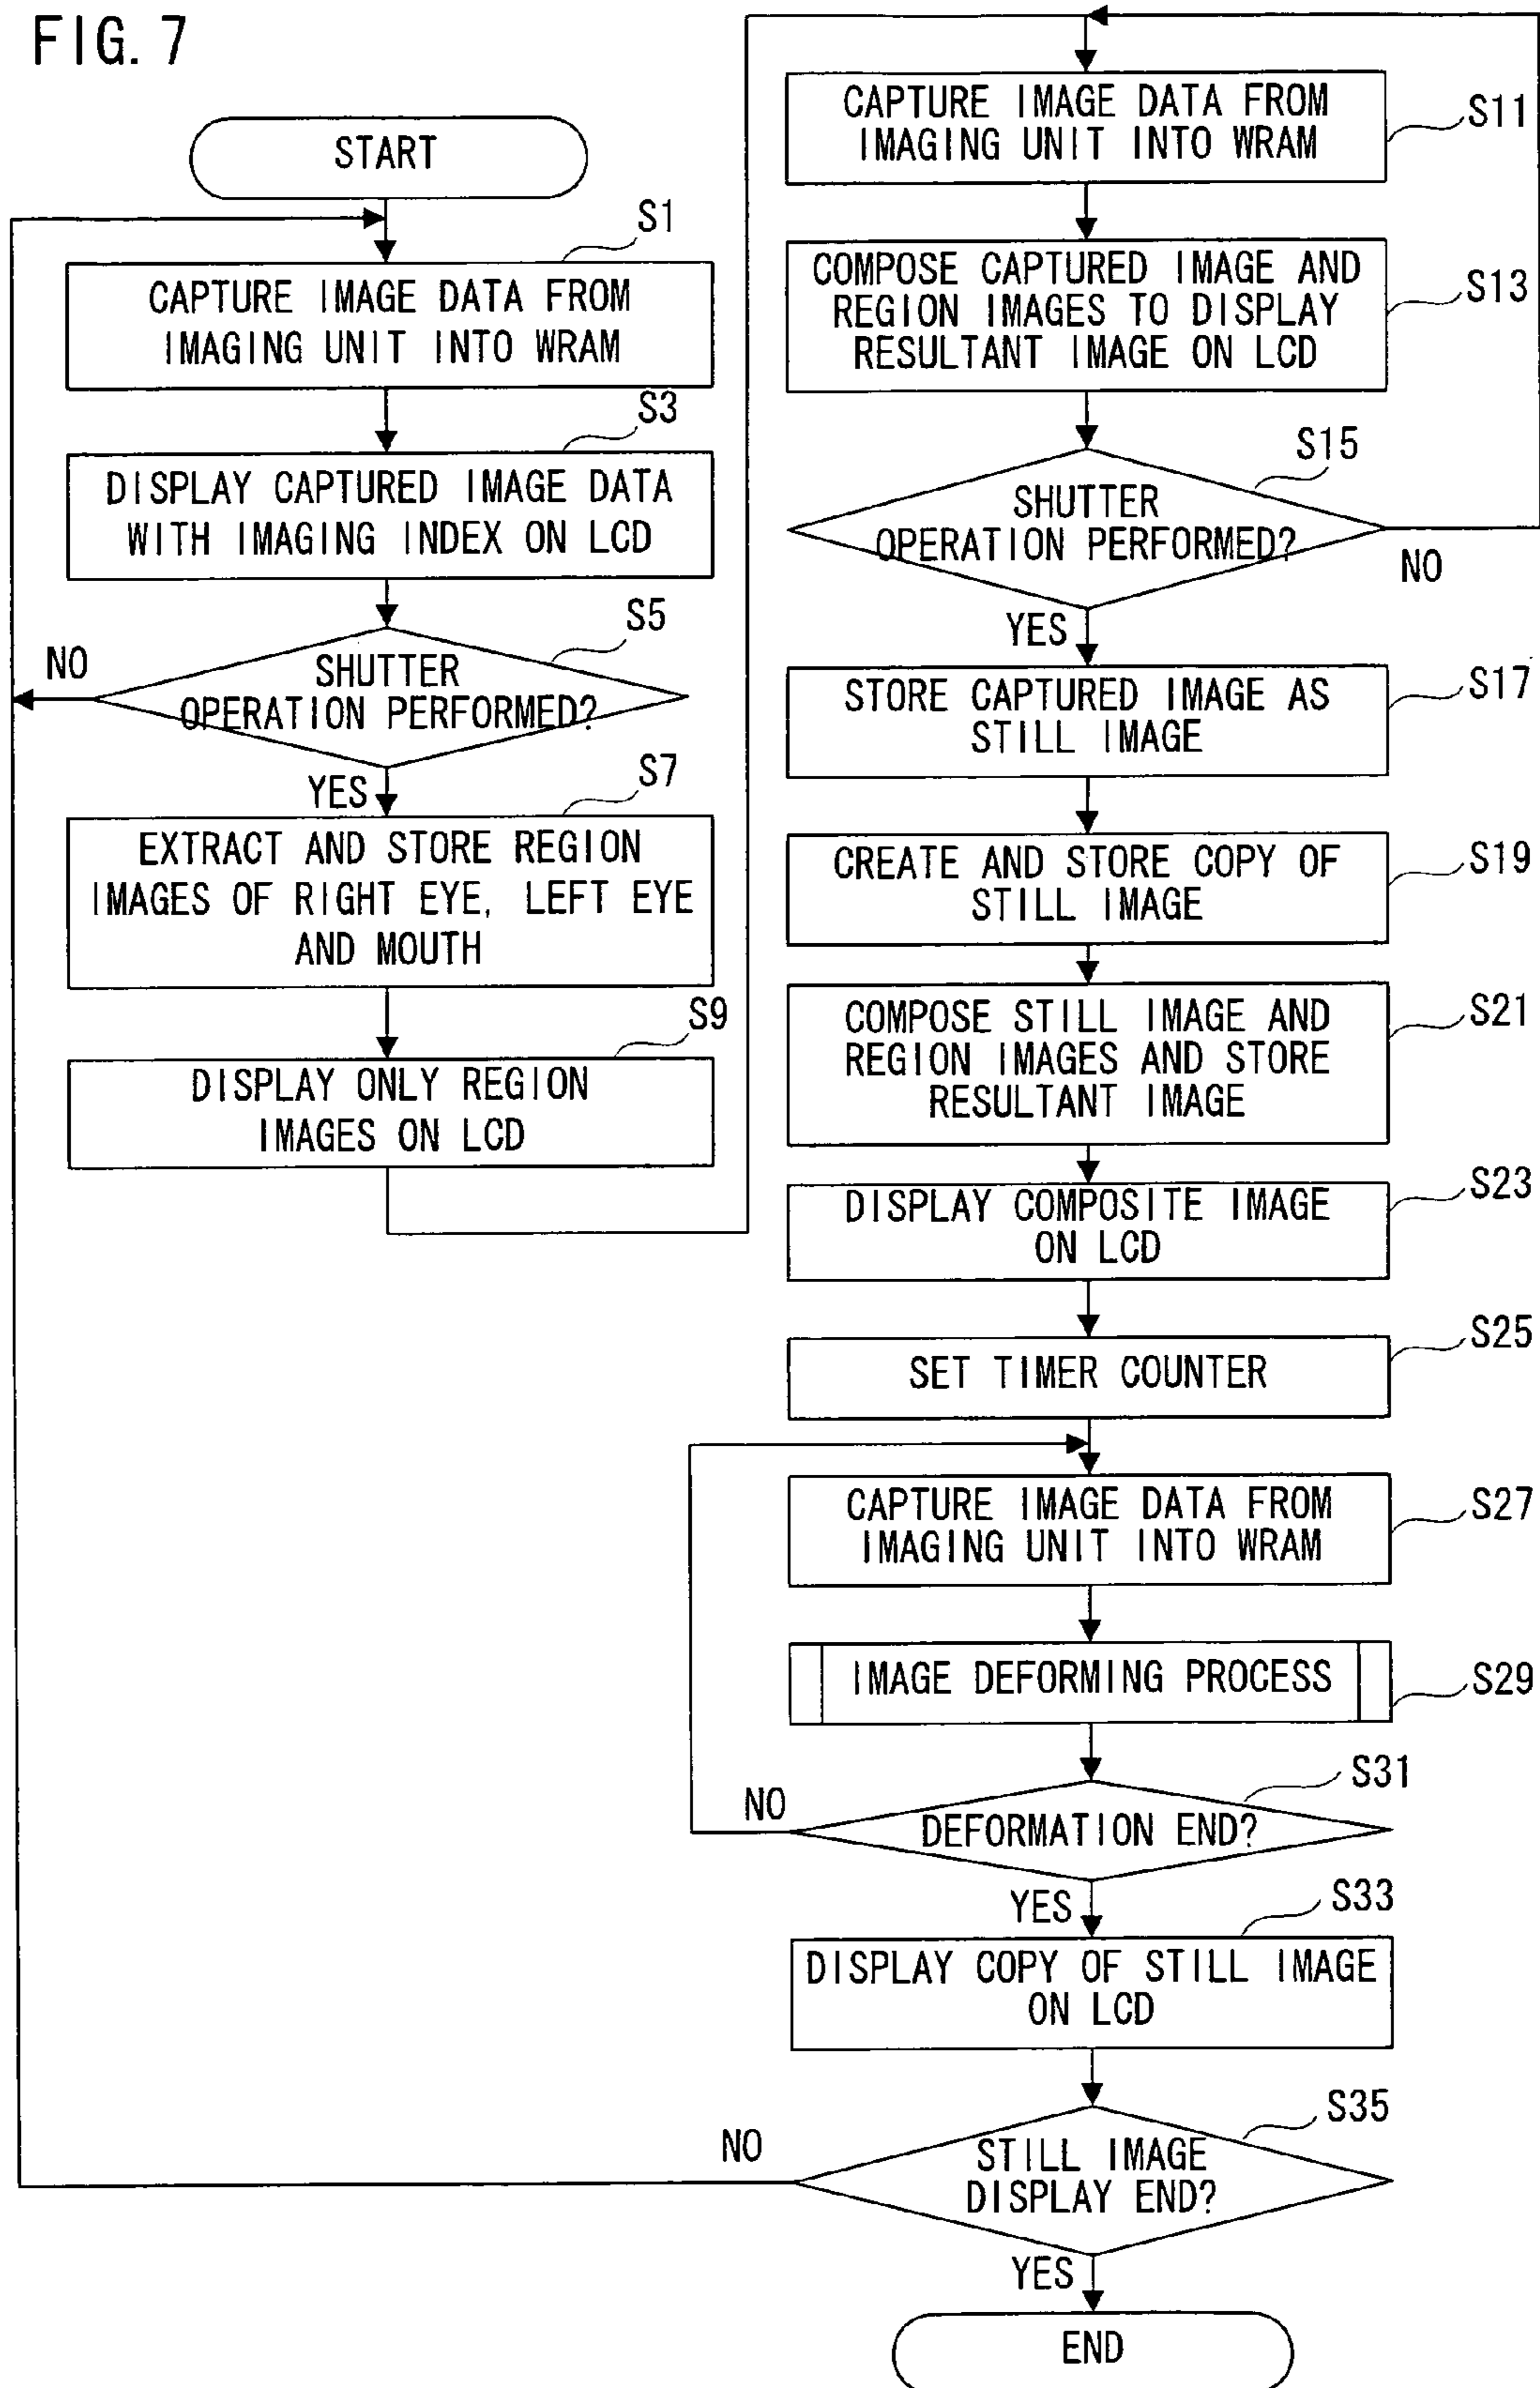 FIG. 7
START
S1
CAPTURE IMAGE DATA FROM
IMAGING UNIT INTO WRAM
S3
DISPLAY CAPTURED IMAGE DATA
WITH IMAGING INDEX ON LCD
S5
NO
SHUTTER
OPERATION PERFORMED?
YES
S7
EXTRACT AND STORE REGION
IMAGES OF RIGHT EYE, LEFT EYE
AND MOUTH
S9
DISPLAY ONLY REGION
IMAGES ON LCD
CAPTURE IMAGE DATA FROM
IMAGING UNIT INTO WRAM
S11
COMPOSE CAPTURED IMAGE AND
REGION IMAGES TO DISPLAY
RESULTANT IMAGE ON LCD
S13
S15
SHUTTER
OPERATION PERFORMED?
NO
YES
STORE CAPTURED IMAGE AS
STILL IMAGE
S17
CREATE AND STORE COPY OF
STILL IMAGE
S19
COMPOSE STILL IMAGE AND
REGION IMAGES AND STORE
RESULTANT IMAGE
S21
DISPLAY COMPOSITE IMAGE
ON LCD
S23
SET TIMER COUNTER
S25
CAPTURE IMAGE DATA FROM
IMAGING UNIT INTO WRAM
S27
IMAGE DEFORMING PROCESS
S29
S31
NO
DEFORMATION END?
YES
S33
DISPLAY COPY OF STILL IMAGE
ON LCD
S35
NO
STILL IMAGE
DISPLAY END?
YES
END